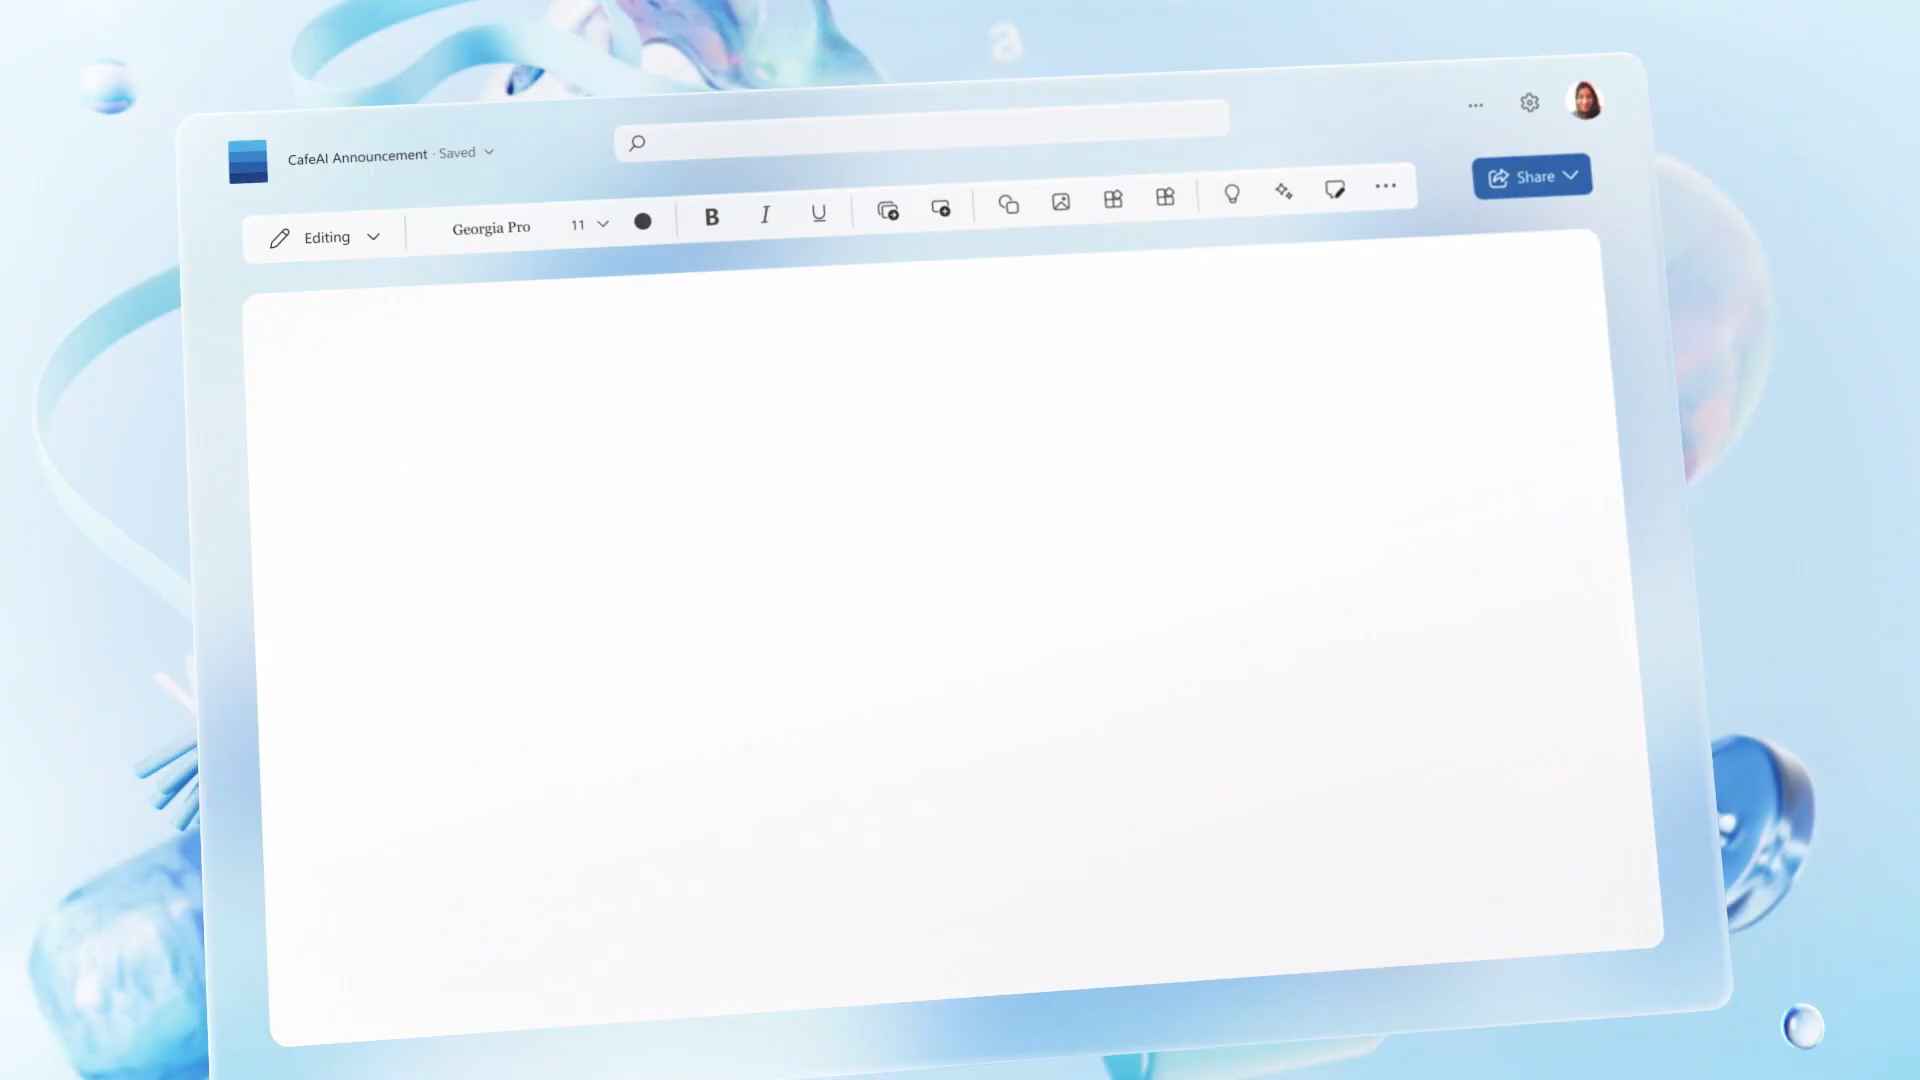 a
CafeAI Announcement · Saved
Share
Editing
Georgia Pro
11
B
I
U